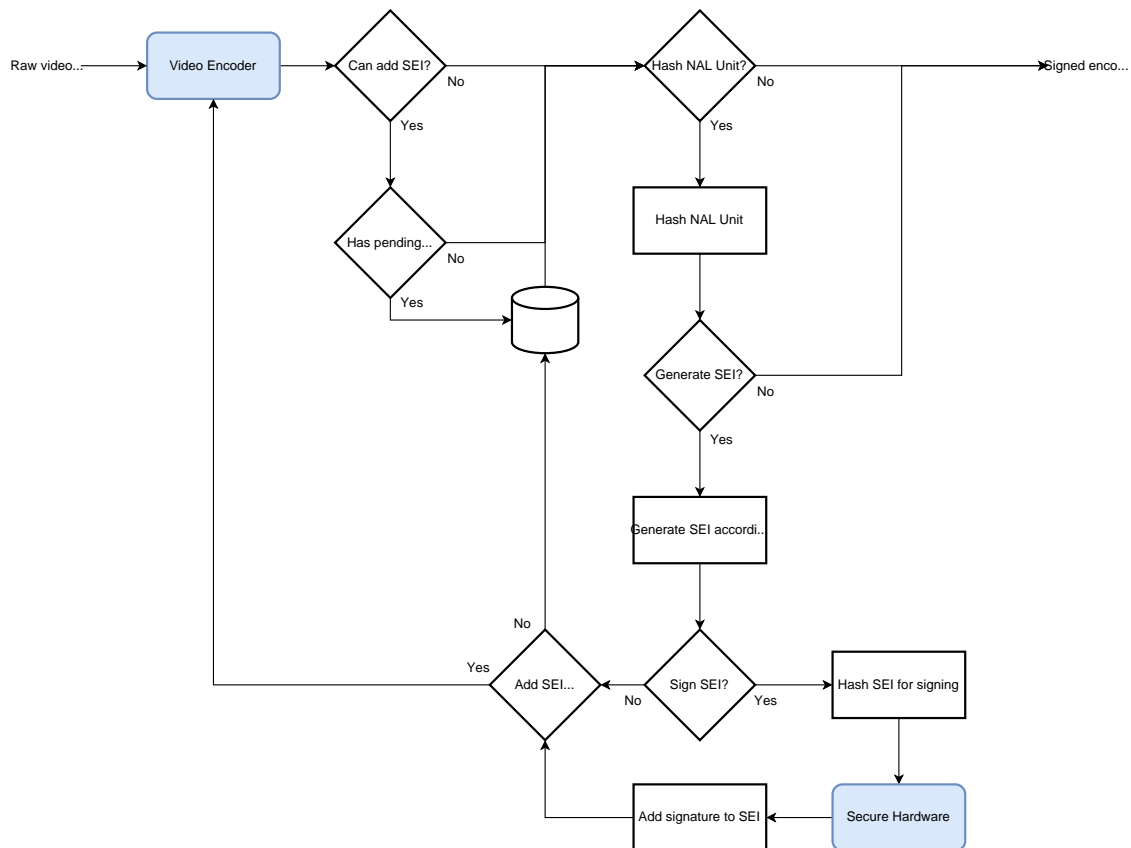 Raw video...
Video Encoder
Can add SEI?
No
Hash NAL Unit?
No
Signed enco...
Yes
Yes
Hash NAL Unit
Has pending...
No
Yes
Generate SEI?
No
Yes
Generate SEI accordi...
No
Yes
Add SEI...
No
Sign SEI?
Yes
Hash SEI for signing
Add signature to SEI
Secure Hardware